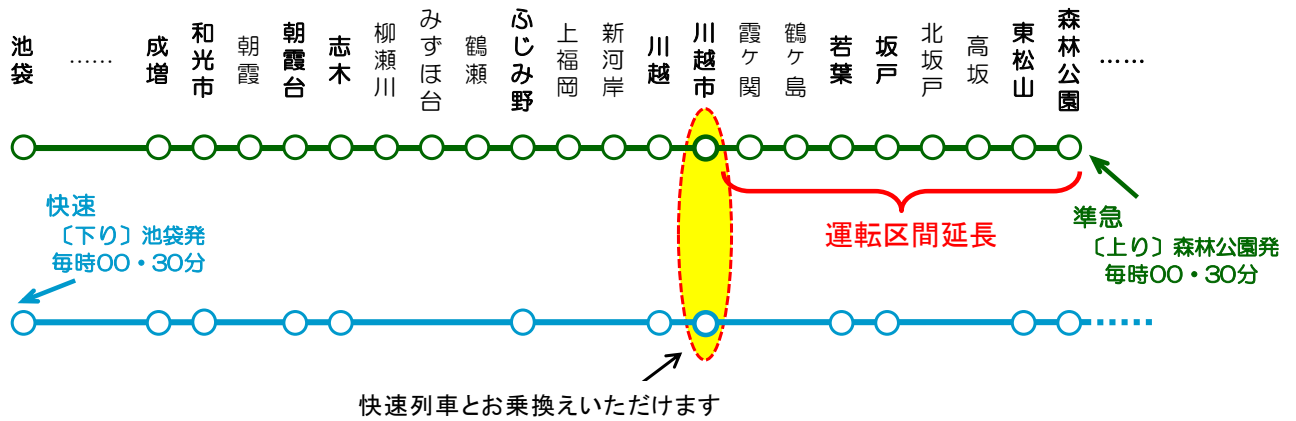 池袋
……
成増
和光市
朝霞
朝霞台
志木
柳瀬川
みずほ台
鶴瀬
ふじみ野
上福岡
新河岸
川越
川越市
霞ヶ関
鶴ヶ島
若葉
坂戸
北坂戸
高坂
東松山
森林公園
……
快速
〔下り〕池袋発
毎時00・30分
運転区間延長
準急
〔上り〕森林公園発
毎時00・30分
快速列車とお乗換えいただけます